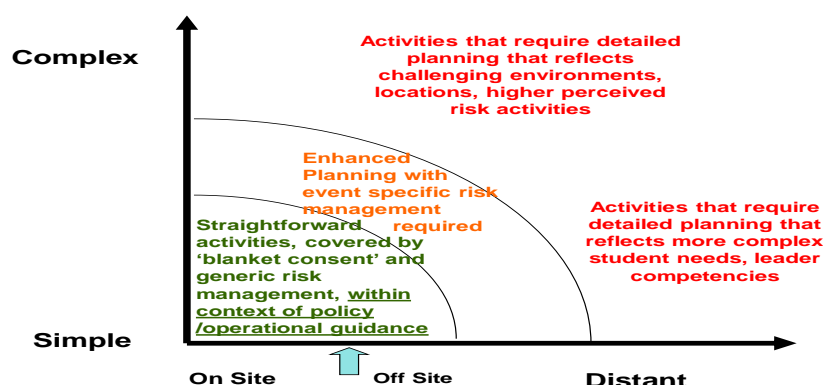 Complex
Activities that require detailed
planning that reflects
challenging environments,
locations, higher perceived
risk activities
Enhanced
Planning with
event specific risk
management
required
Straightforward
activities, covered by
‘blanket consent’ and
generic risk
management, within
context of policy
/operational guidance
Activities that require
detailed planning that
reflects more complex
student needs, leader
competencies
Simple
On Site
Off Site
Distant